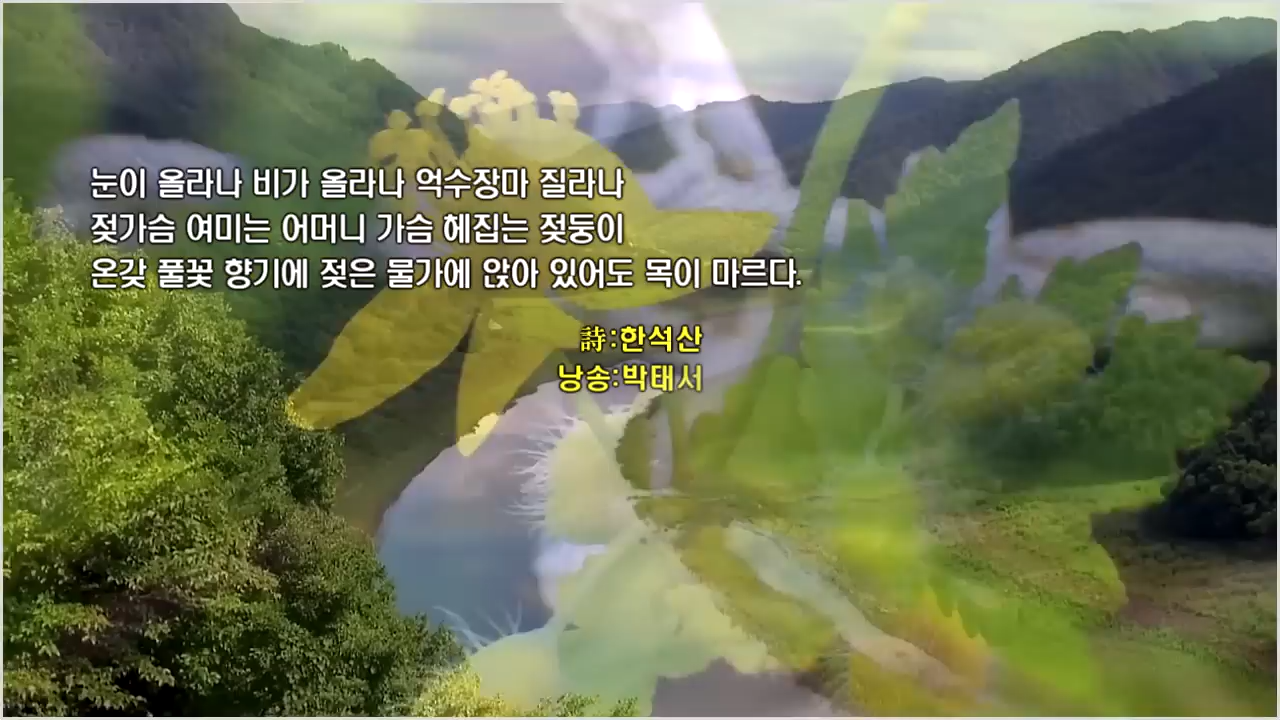 눈이 올라나 비가 올라나 억수장마 질라나
젖가슴 여미는 어머니 가슴 헤집는 젖둥이
온갖 풀꽃 향기에 젖은 물가에 앉아 있어도 목이 마르다.
詩:한석산
낭송:박태서